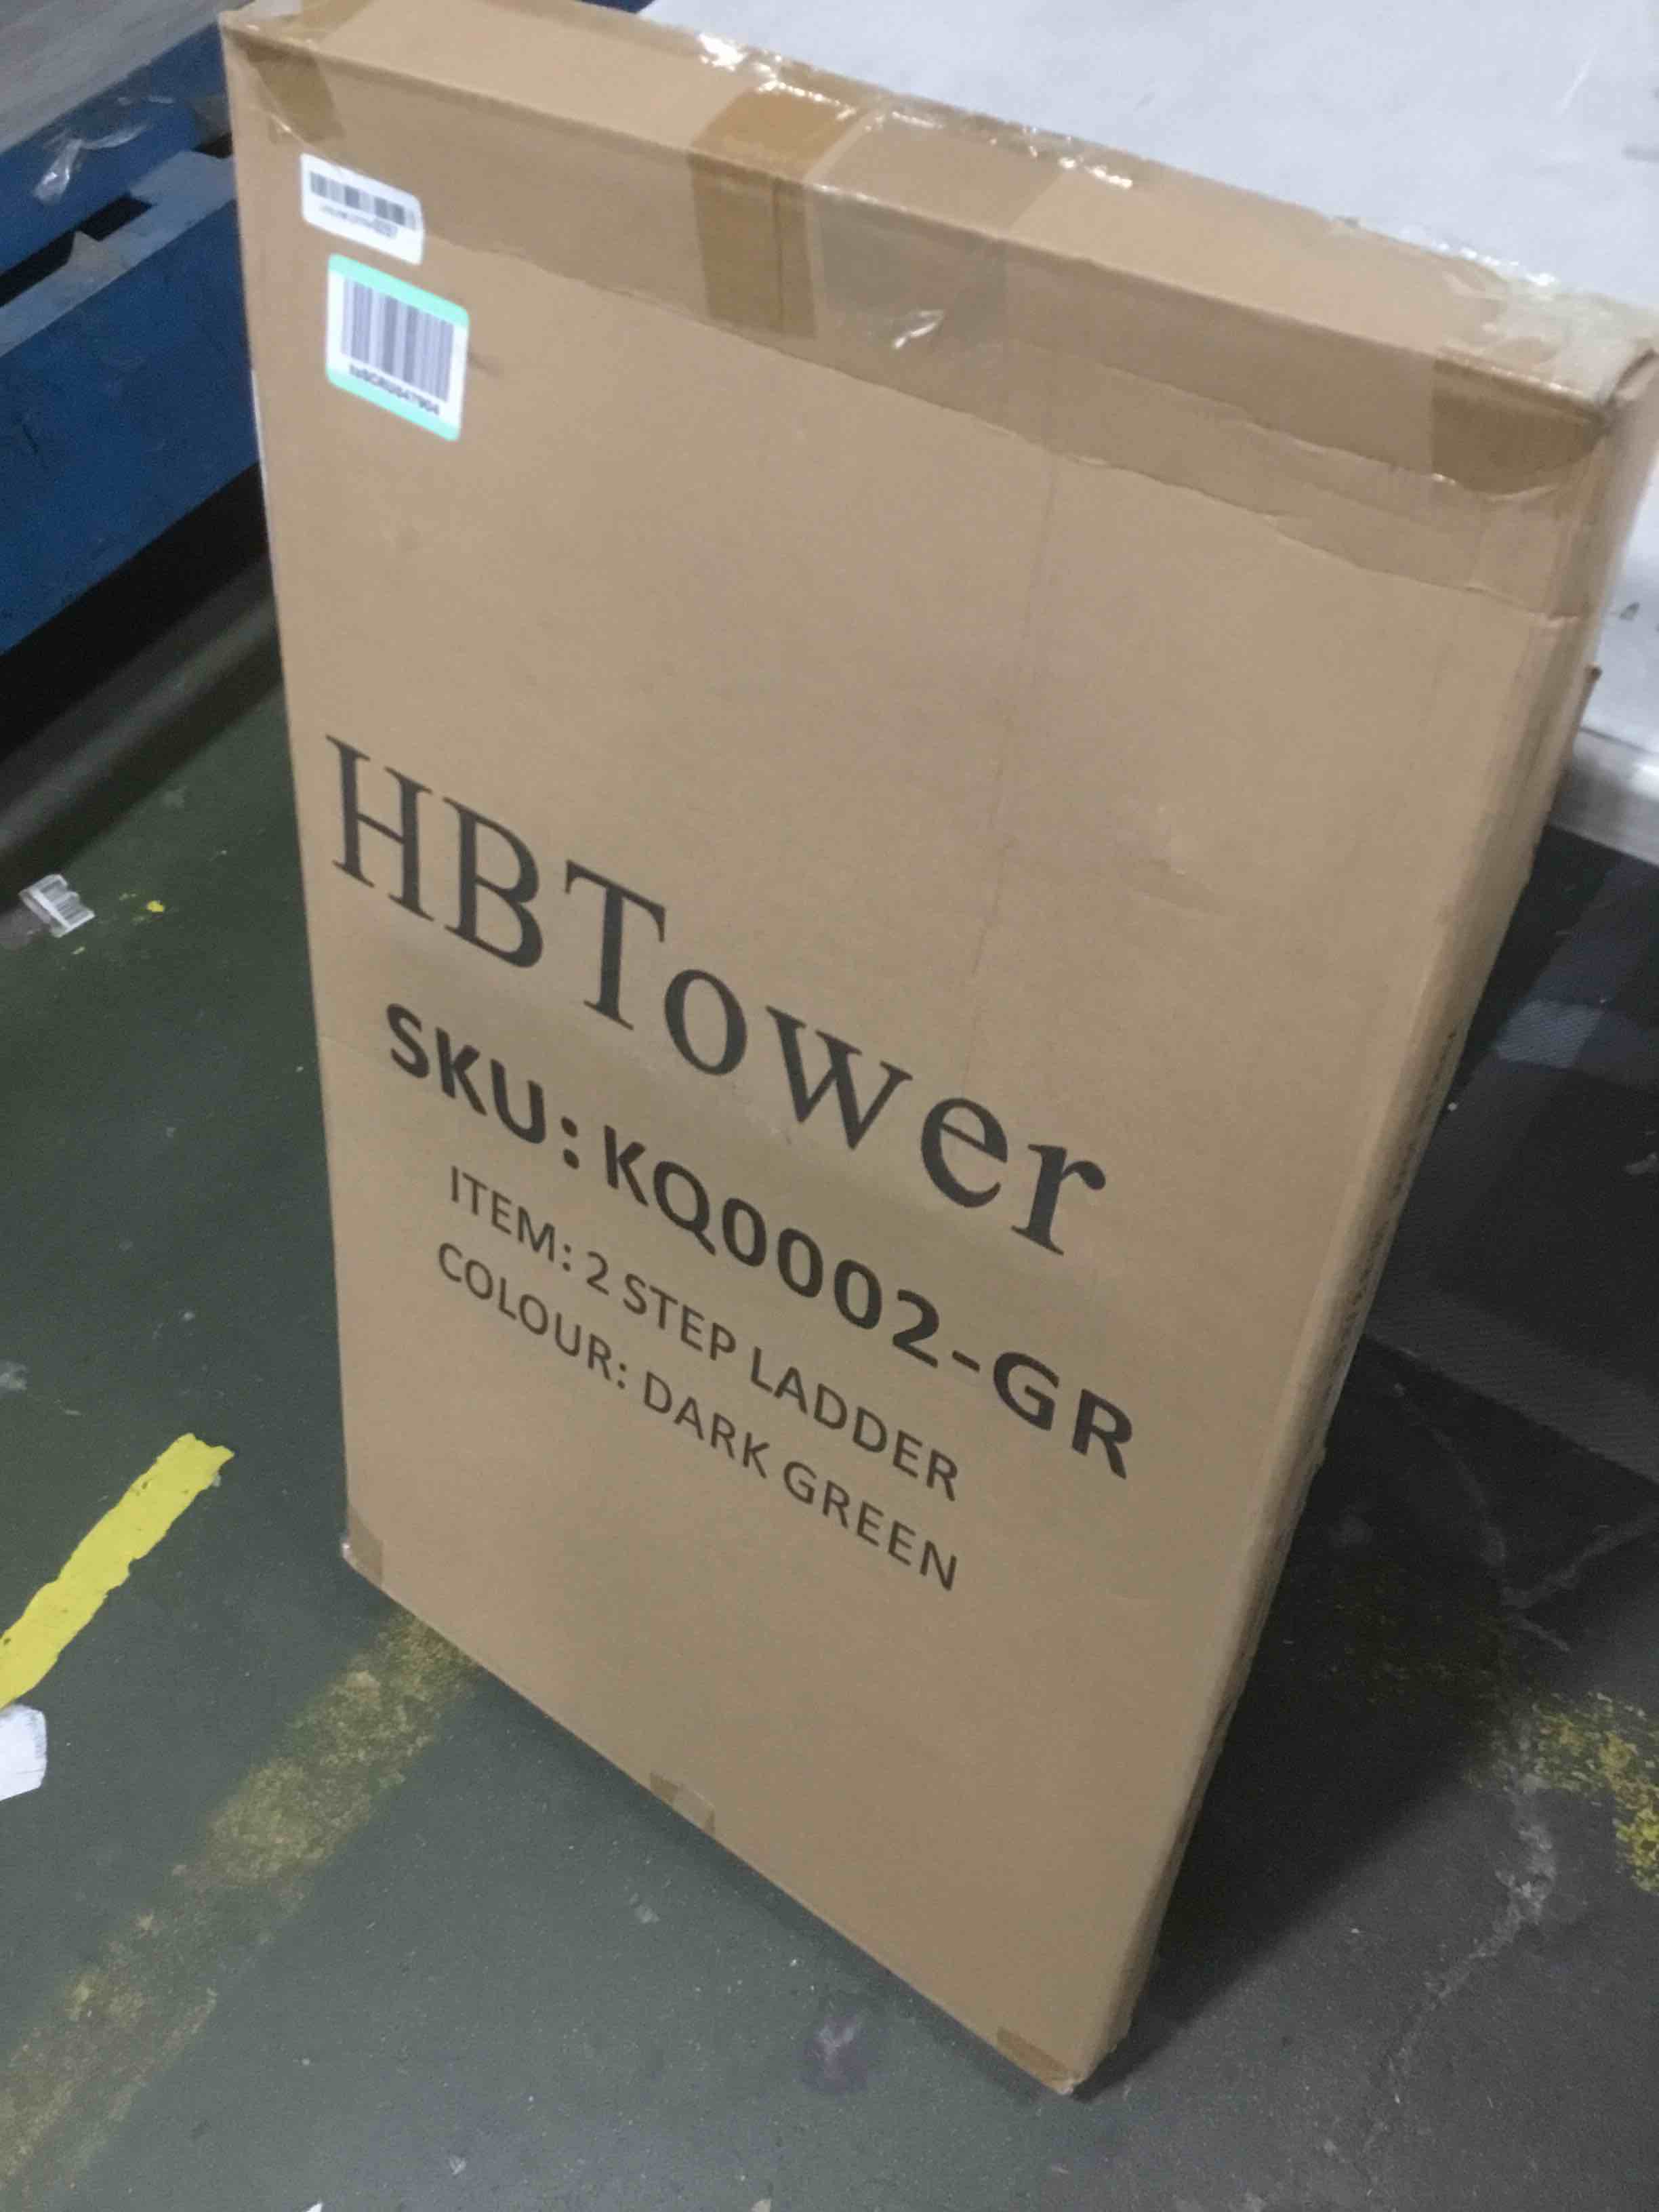 HBTower
SKU: KQ0002-GR
ITEM: 2 STEP LADDER
COLOUR: DARK GREEN